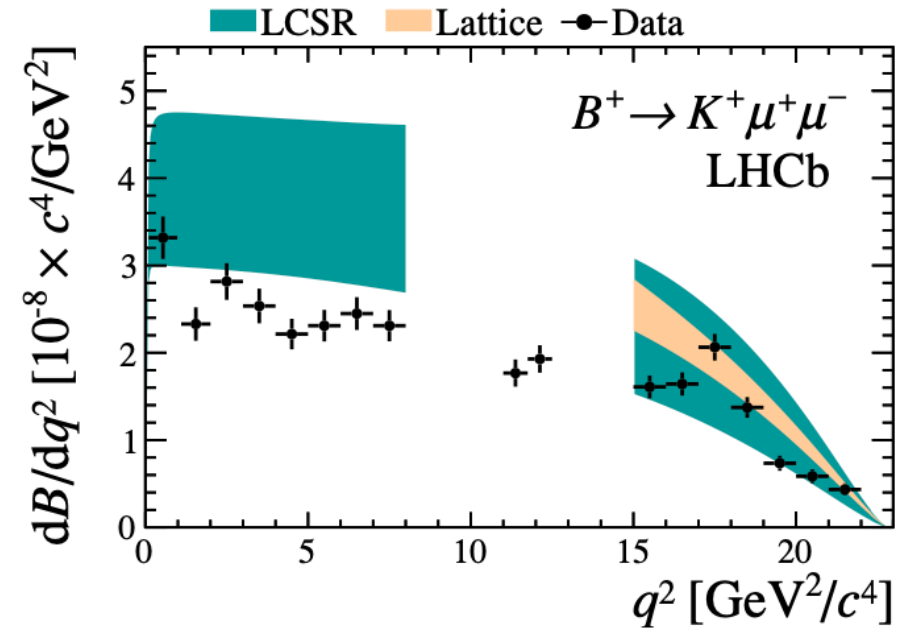 LCSR Lattice Data
B⁺ → K⁺μ⁺μ⁻
LHCb
dB/dq² [10⁻⁸ × c⁴/GeV²]
5
4
3
2
1
0
0 5 10 15 20
q² [GeV²/c⁴]